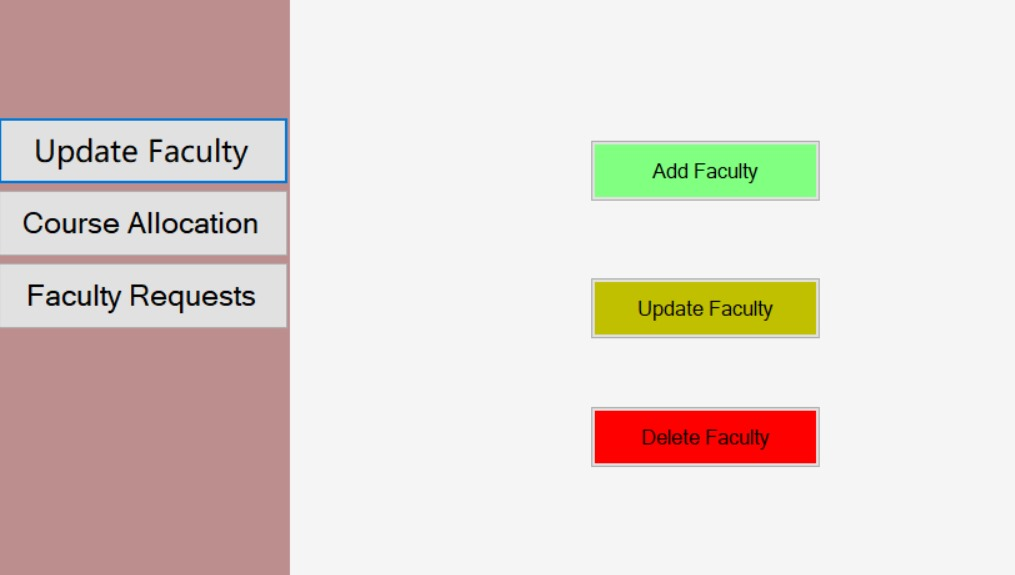 Update Faculty
Course Allocation
Faculty Requests
Add Faculty
Update Faculty
Delete Faculty